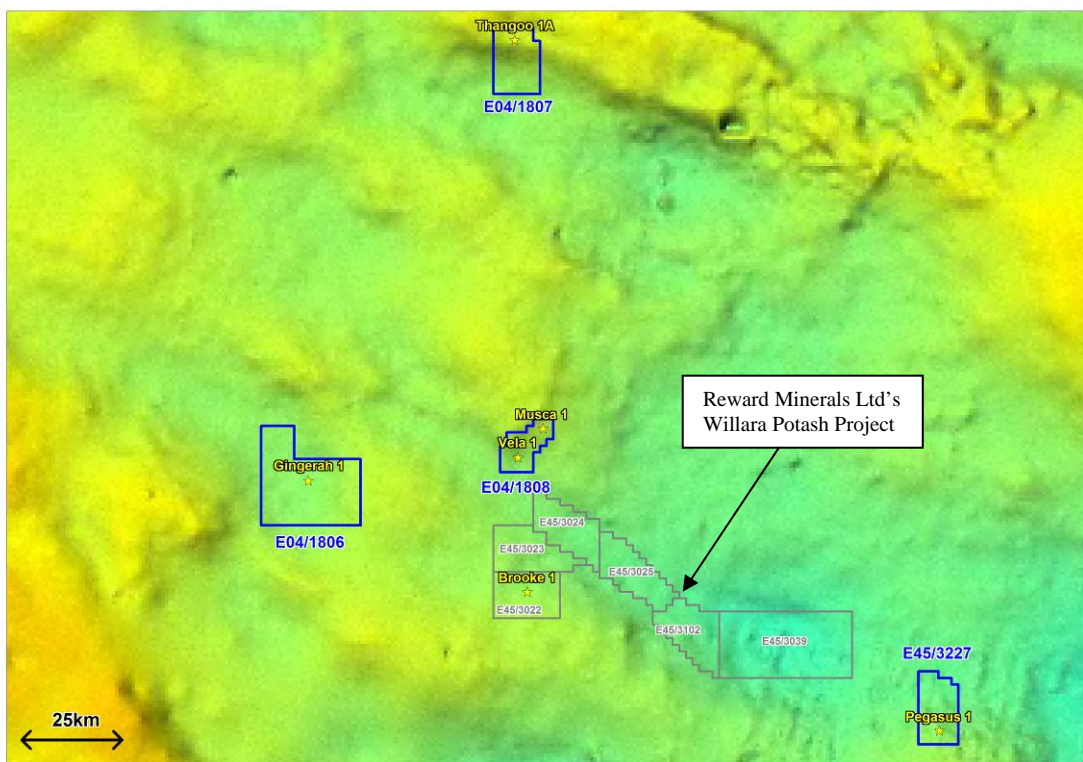 Thangoo 1A
E04/1807
Reward Minerals Ltd's
Willara Potash Project
Musca 1
Vela 1
E04/1808
Gingerah 1
E04/1806
E45/3024
E45/3023
E45/3025
Brooke 1
E45/3022
E45/3102
E45/3039
E45/3227
Pegasus 1
25km